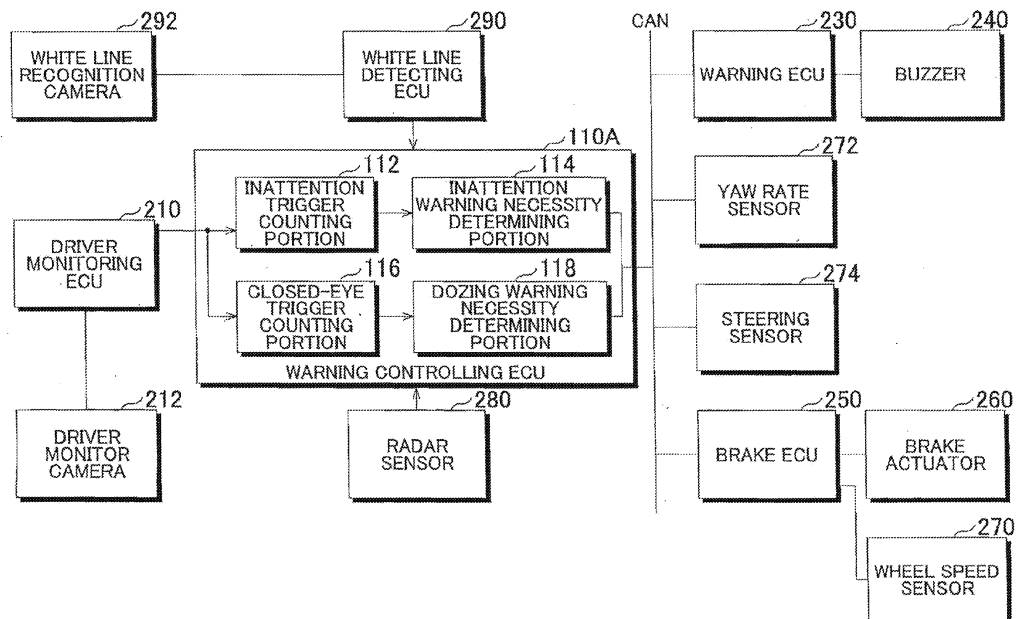 292
WHITE LINE
RECOGNITION
CAMERA
290
WHITE LINE
DETECTING
ECU
CAN
230
WARNING ECU
240
BUZZER
110A
112
INATTENTION
TRIGGER
COUNTING
PORTION
114
INATTENTION
WARNING NECESSITY
DETERMINING
PORTION
272
YAW RATE
SENSOR
210
DRIVER
MONITORING
ECU
116
CLOSED-EYE
TRIGGER
COUNTING
PORTION
118
DOZING WARNING
NECESSITY
DETERMINING
PORTION
WARNING CONTROLLING ECU
274
STEERING
SENSOR
212
DRIVER
MONITOR
CAMERA
280
RADAR
SENSOR
250
BRAKE ECU
260
BRAKE
ACTUATOR
270
WHEEL SPEED
SENSOR